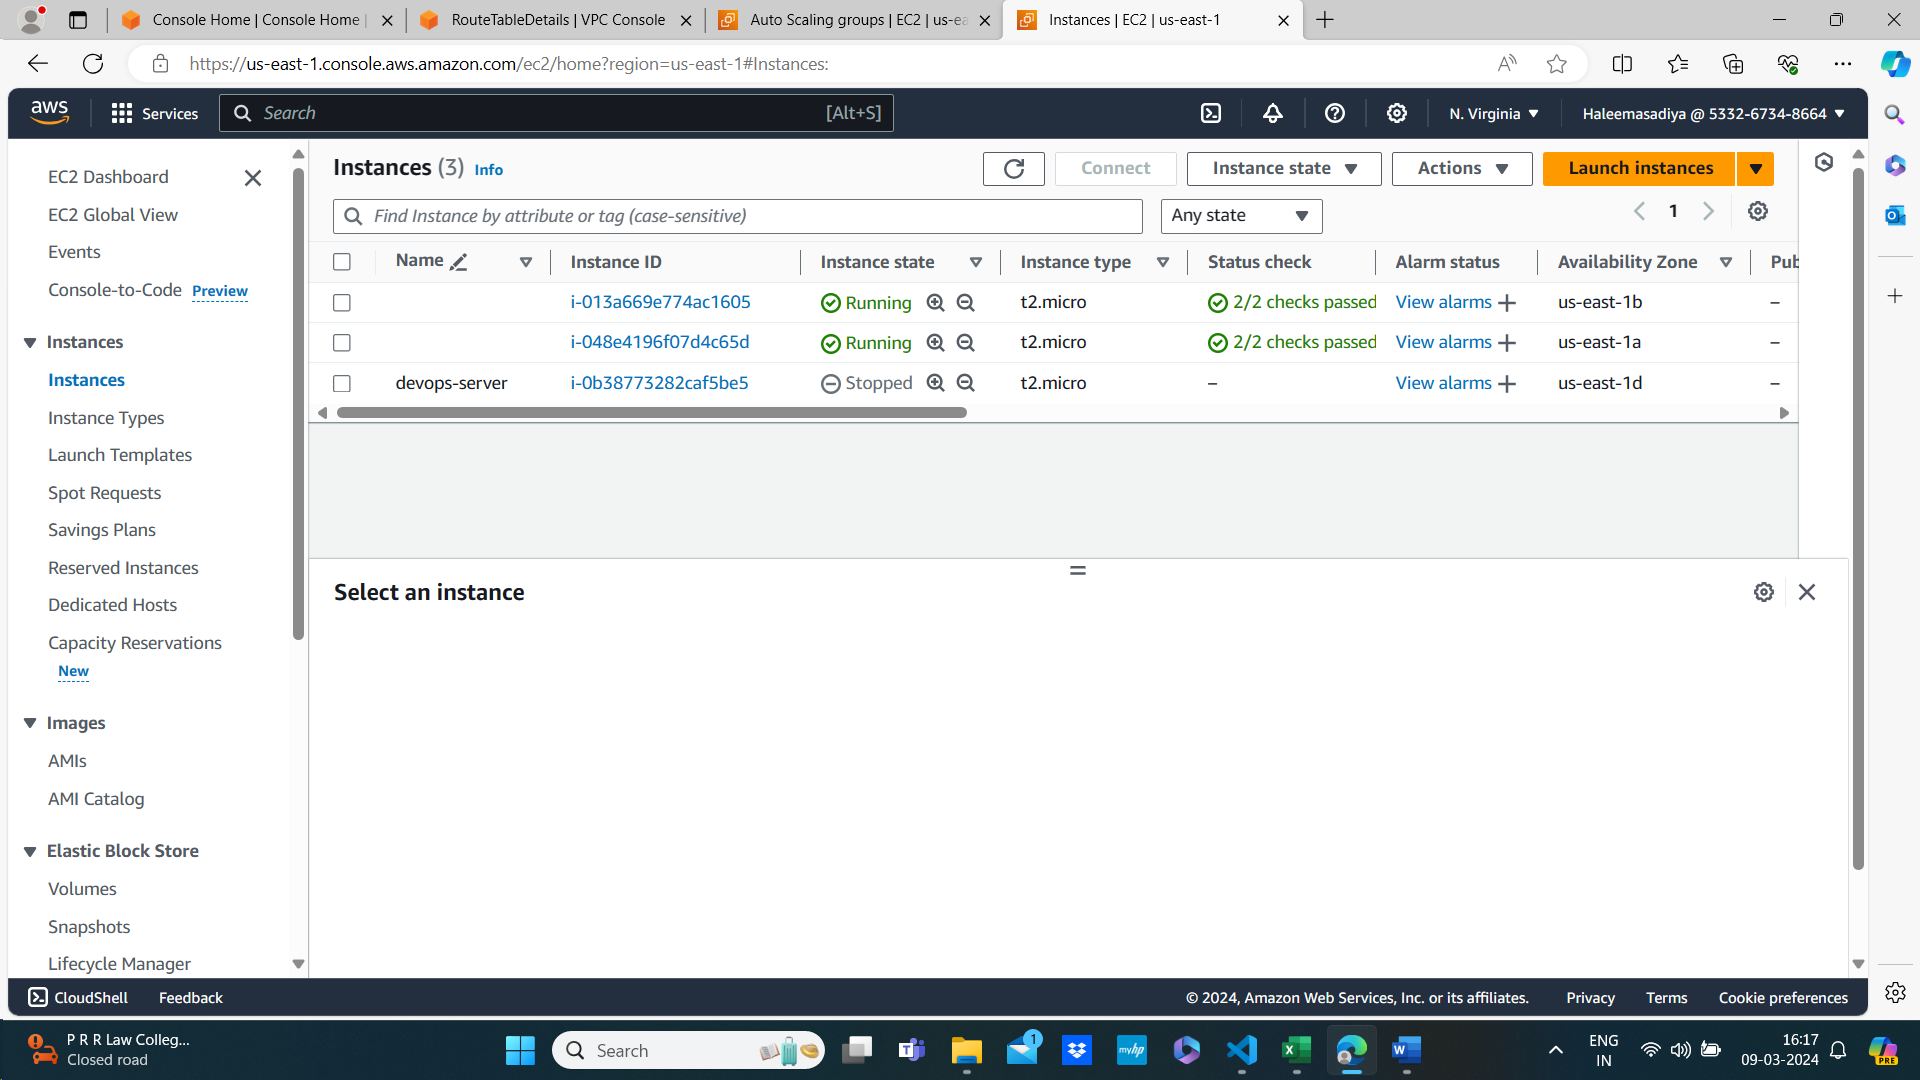 Console Home | Console Home |
RouteTableDetails | VPC Console
Auto Scaling groups | EC2 | us-ea
Instances | EC2 | us-east-1
https://us-east-1.console.aws.amazon.com/ec2/home?region=us-east-1#Instances:
aws
Services
Search
[Alt+S]
N. Virginia
Haleemasadiya @ 5332-6734-8664
EC2 Dashboard
EC2 Global View
Events
Console-to-Code Preview
Instances
Instances
Instance Types
Launch Templates
Spot Requests
Savings Plans
Reserved Instances
Dedicated Hosts
Capacity Reservations
New
Images
AMIs
AMI Catalog
Elastic Block Store
Volumes
Snapshots
Lifecycle Manager
Instances (3) Info
Connect
Instance state
Actions
Launch instances
Find Instance by attribute or tag (case-sensitive)
Any state
1
Name Instance ID Instance state Instance type Status check Alarm status Availability Zone Pub
i-013a669e774ac1605 Running t2.micro 2/2 checks passed View alarms + us-east-1b –
i-048e4196f07d4c65d Running t2.micro 2/2 checks passed View alarms + us-east-1a –
devops-server i-0b38773282caf5be5 Stopped t2.micro – View alarms + us-east-1d –
Select an instance
CloudShell Feedback
© 2024, Amazon Web Services, Inc. or its affiliates. Privacy Terms Cookie preferences
P R R Law Colleg...
Closed road
Search
1
myhp
ENG
IN
16:17
09-03-2024
PRE